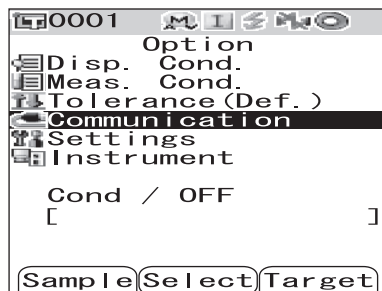 0001 M I
Option
Disp. Cond.
Meas. Cond.
Tolerance(Def.)
Communication
Settings
Instrument
Cond / OFF
[ ]
Sample Select Target